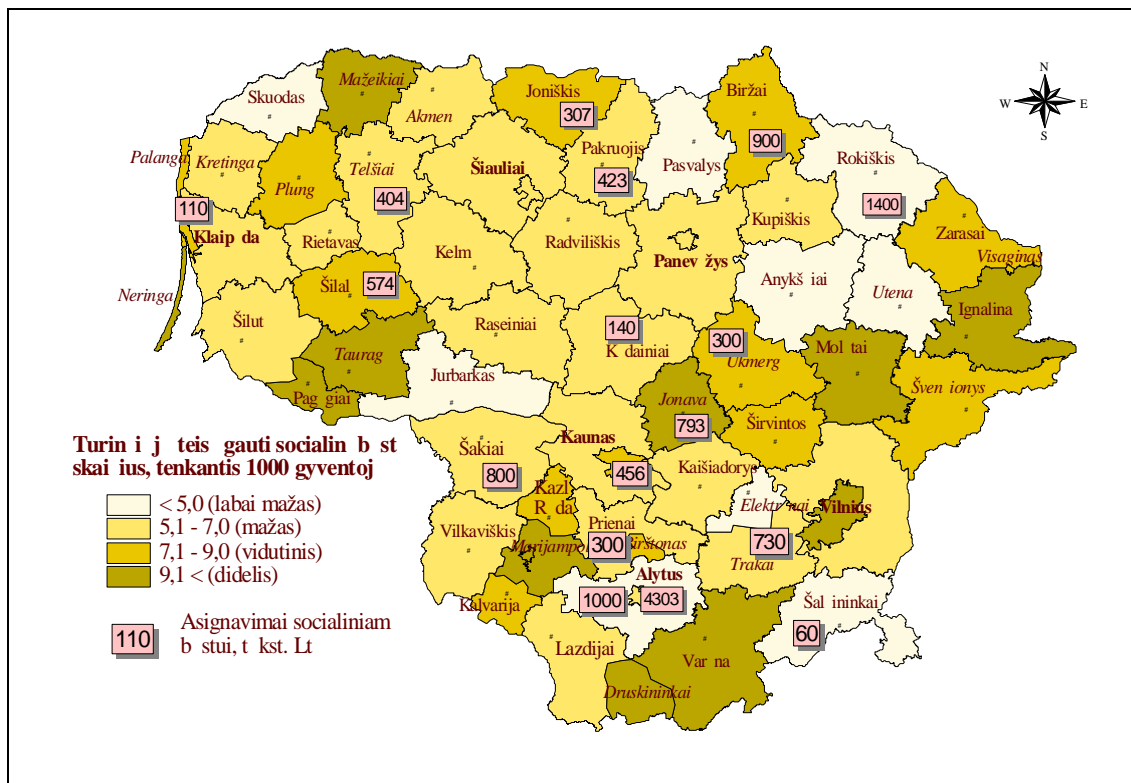 N
W E
S
Mažeikiai
Skuodas
Akmen
Joniškis
307
Biržai
900
Palanga
Kretinga
Plung
Telšiai
404
Šiauliai
Pakruojis
423
Pasvalys
Rokiškis
1400
110
Klaip da
Rietavas
Kelm
Radviliškis
Panev žys
Kupiškis
Zarasai
Visaginas
Neringa
Šilal
574
Anykš iai
Utena
Ignalina
Šilut
Taurag
Raseiniai
140
K dainiai
300
Ukmerg
Mol tai
Šven ionys
Pag giai
Jurbarkas
Jonava
793
Širvintos
Turin i j teis gauti socialin b st
skai ius, tenkantis 1000 gyventoj
< 5,0 (labai mažas)
5,1 - 7,0 (mažas)
7,1 - 9,0 (vidutinis)
9,1 < (didelis)
110
Asignavimai socialiniam
b stui, t kst. Lt
Šakiai
800
Kaunas
456
Kaišiadorys
Kazl
R da
Elektr nai
Vilnius
Vilkaviškis
Prienai
300
Marijampo
730
Trakai
Kalvarija
Alytus
1000
4303
Šal ininkai
60
Lazdijai
Var na
Druskininkai